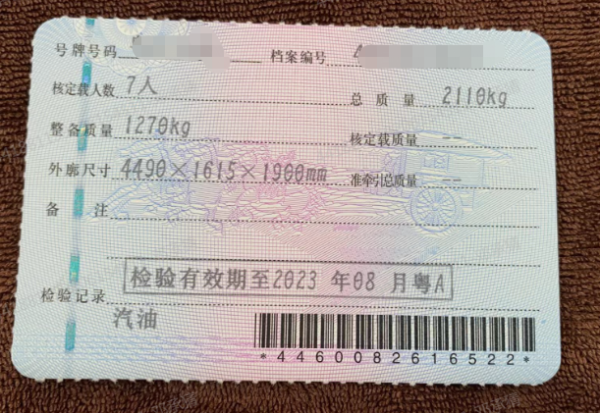 号牌号码 档案编号 4
核定载人数 7人 总质量 2110kg
整备质量 1270kg 核定载质量 --
外廓尺寸 4490×1615×1900mm 准牵引总质量 --
备注
检验有效期至2023 年08 月粤A
检验记录
汽油
*4460082616522*